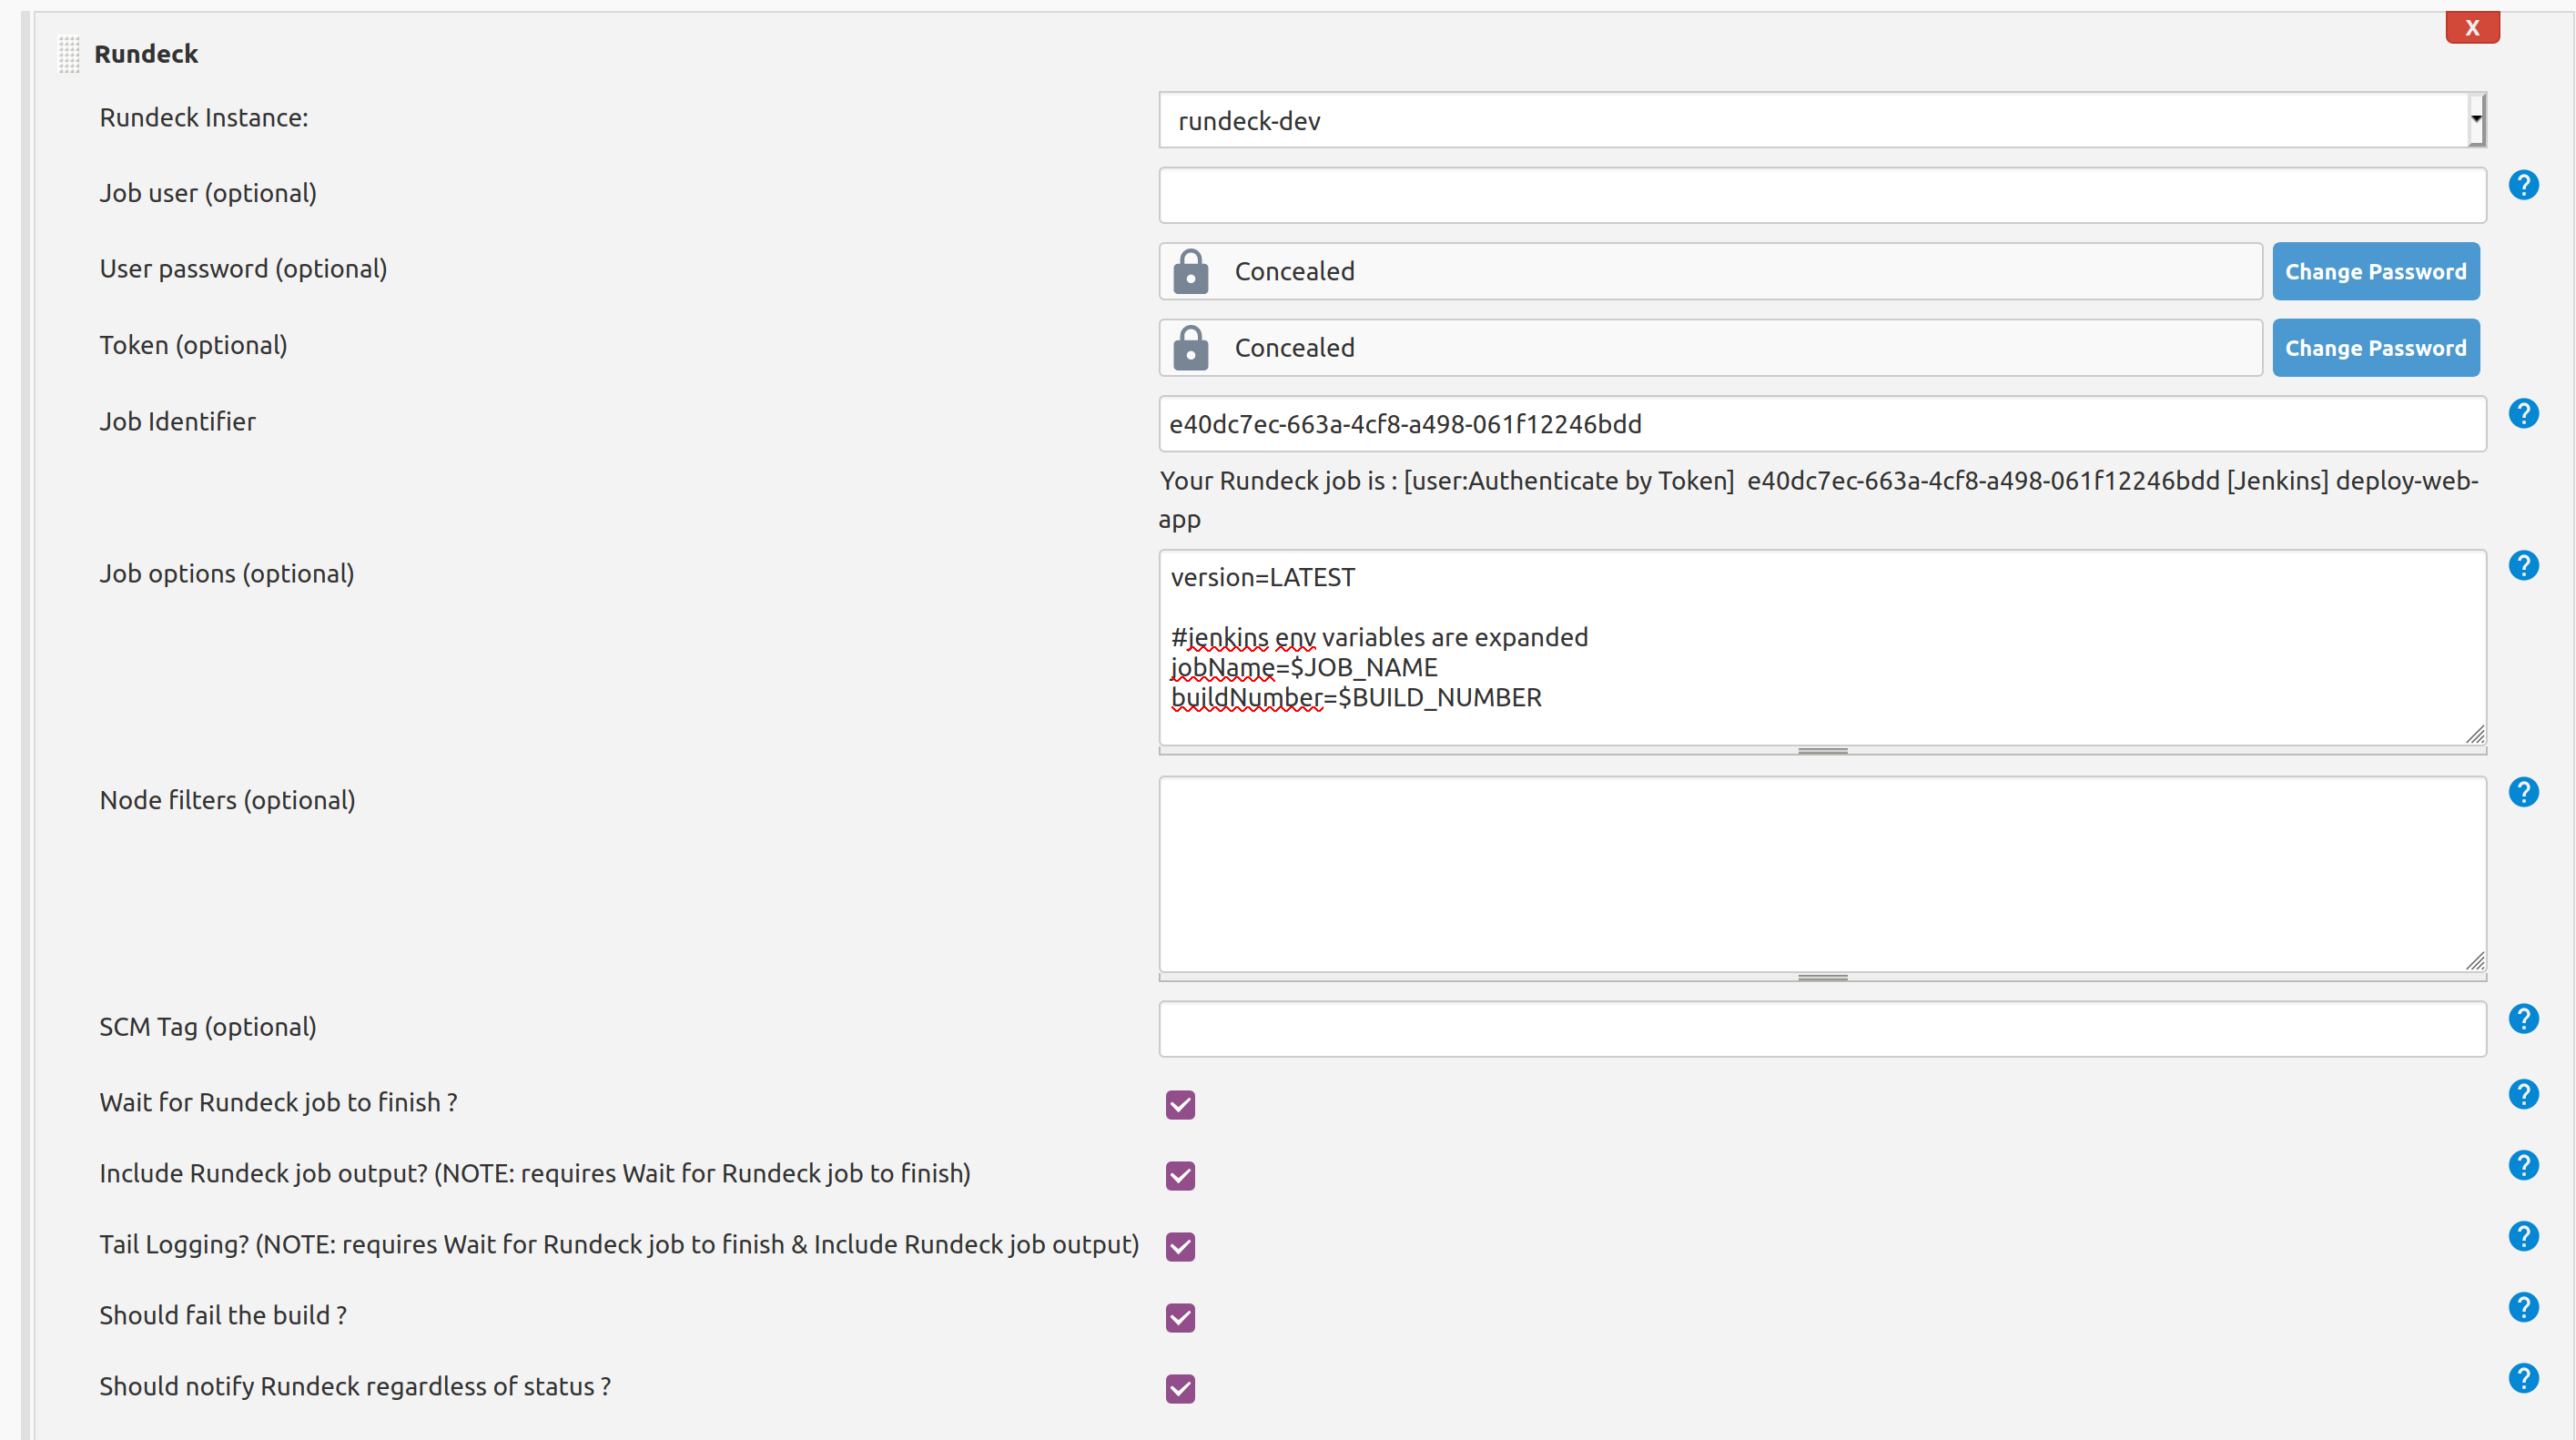 X
Rundeck
Rundeck Instance:
rundeck-dev
Job user (optional)
?
User password (optional)
Concealed
Change Password
Token (optional)
Concealed
Change Password
Job Identifier
e40dc7ec-663a-4cf8-a498-061f12246bdd
?
Your Rundeck job is : [user:Authenticate by Token]  e40dc7ec-663a-4cf8-a498-061f12246bdd [Jenkins] deploy-web-
app
Job options (optional)
version=LATEST
?
#jenkins env variables are expanded
jobName=$JOB_NAME
buildNumber=$BUILD_NUMBER
Node filters (optional)
?
SCM Tag (optional)
?
Wait for Rundeck job to finish ?
?
Include Rundeck job output? (NOTE: requires Wait for Rundeck job to finish)
?
Tail Logging? (NOTE: requires Wait for Rundeck job to finish & Include Rundeck job output)
?
Should fail the build ?
?
Should notify Rundeck regardless of status ?
?